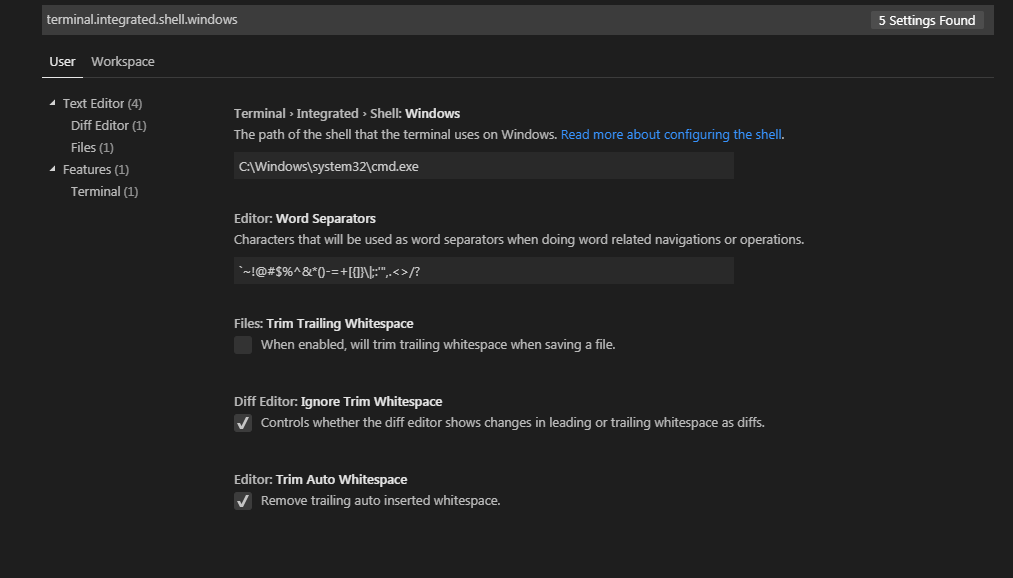 terminal.integrated.shell.windows
5 Settings Found
User Workspace
Text Editor (4)
Diff Editor (1)
Files (1)
Features (1)
Terminal (1)
Terminal › Integrated › Shell: Windows
The path of the shell that the terminal uses on Windows. Read more about configuring the shell.
C:\Windows\system32\cmd.exe
Editor: Word Separators
Characters that will be used as word separators when doing word related navigations or operations.
`~!@#$%^&*()-=+[{]}\|;:'",.<>/?
Files: Trim Trailing Whitespace
When enabled, will trim trailing whitespace when saving a file.
Diff Editor: Ignore Trim Whitespace
Controls whether the diff editor shows changes in leading or trailing whitespace as diffs.
Editor: Trim Auto Whitespace
Remove trailing auto inserted whitespace.